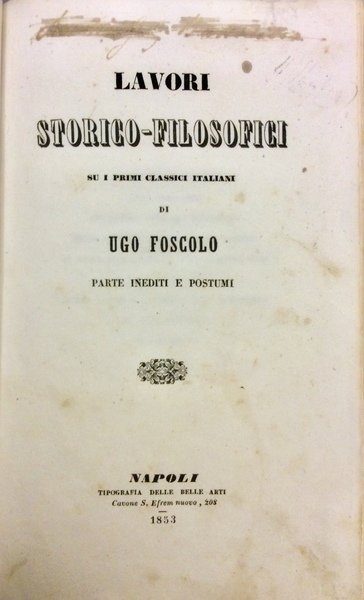 LAVORI
STORICO-FILOSOFICI
SU I PRIMI CLASSICI ITALIANI
DI
UGO FOSCOLO
PARTE INEDITI E POSTUMI
NAPOLI
TIPOGRAFIA DELLE BELLE ARTI
Cavone S. Efrem nuovo, 208
1853